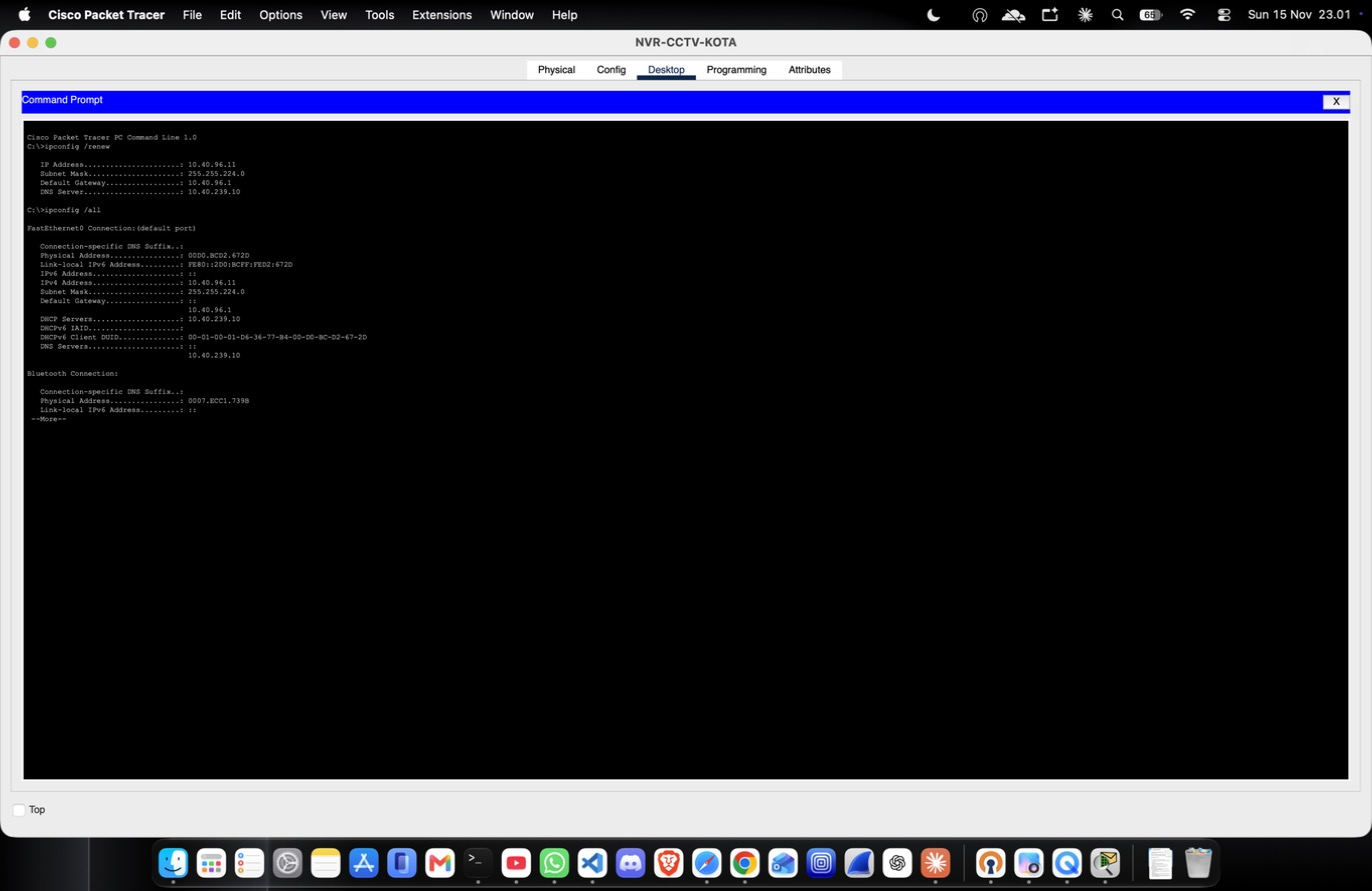 Cisco Packet Tracer File Edit Options View Tools Extensions Window Help 65 Sun 15 Nov 23.01
NVR-CCTV-KOTA
Physical Config Desktop Programming Attributes
Command Prompt X
Cisco Packet Tracer PC Command Line 1.0
C:\>ipconfig /renew
IP Address......................: 10.40.96.11
Subnet Mask.....................: 255.255.224.0
Default Gateway.................: 10.40.96.1
DNS Server......................: 10.40.239.10
C:\>ipconfig /all
FastEthernet0 Connection:(default port)
Connection-specific DNS Suffix..:
Physical Address................: 00D0.BCD2.672D
Link-local IPv6 Address.........: FE80::2D0:BCFF:FED2:672D
IPv6 Address....................: ::
IPv4 Address....................: 10.40.96.11
Subnet Mask.....................: 255.255.224.0
Default Gateway.................: ::
10.40.96.1
DHCP Servers....................: 10.40.239.10
DHCPv6 IAID.....................:
DHCPv6 Client DUID..............: 00-01-00-01-D6-36-77-B4-00-D0-BC-D2-67-2D
DNS Servers.....................: ::
10.40.239.10
Bluetooth Connection:
Connection-specific DNS Suffix..:
Physical Address................: 0007.ECC1.739B
Link-local IPv6 Address.........: ::
--More--
Top